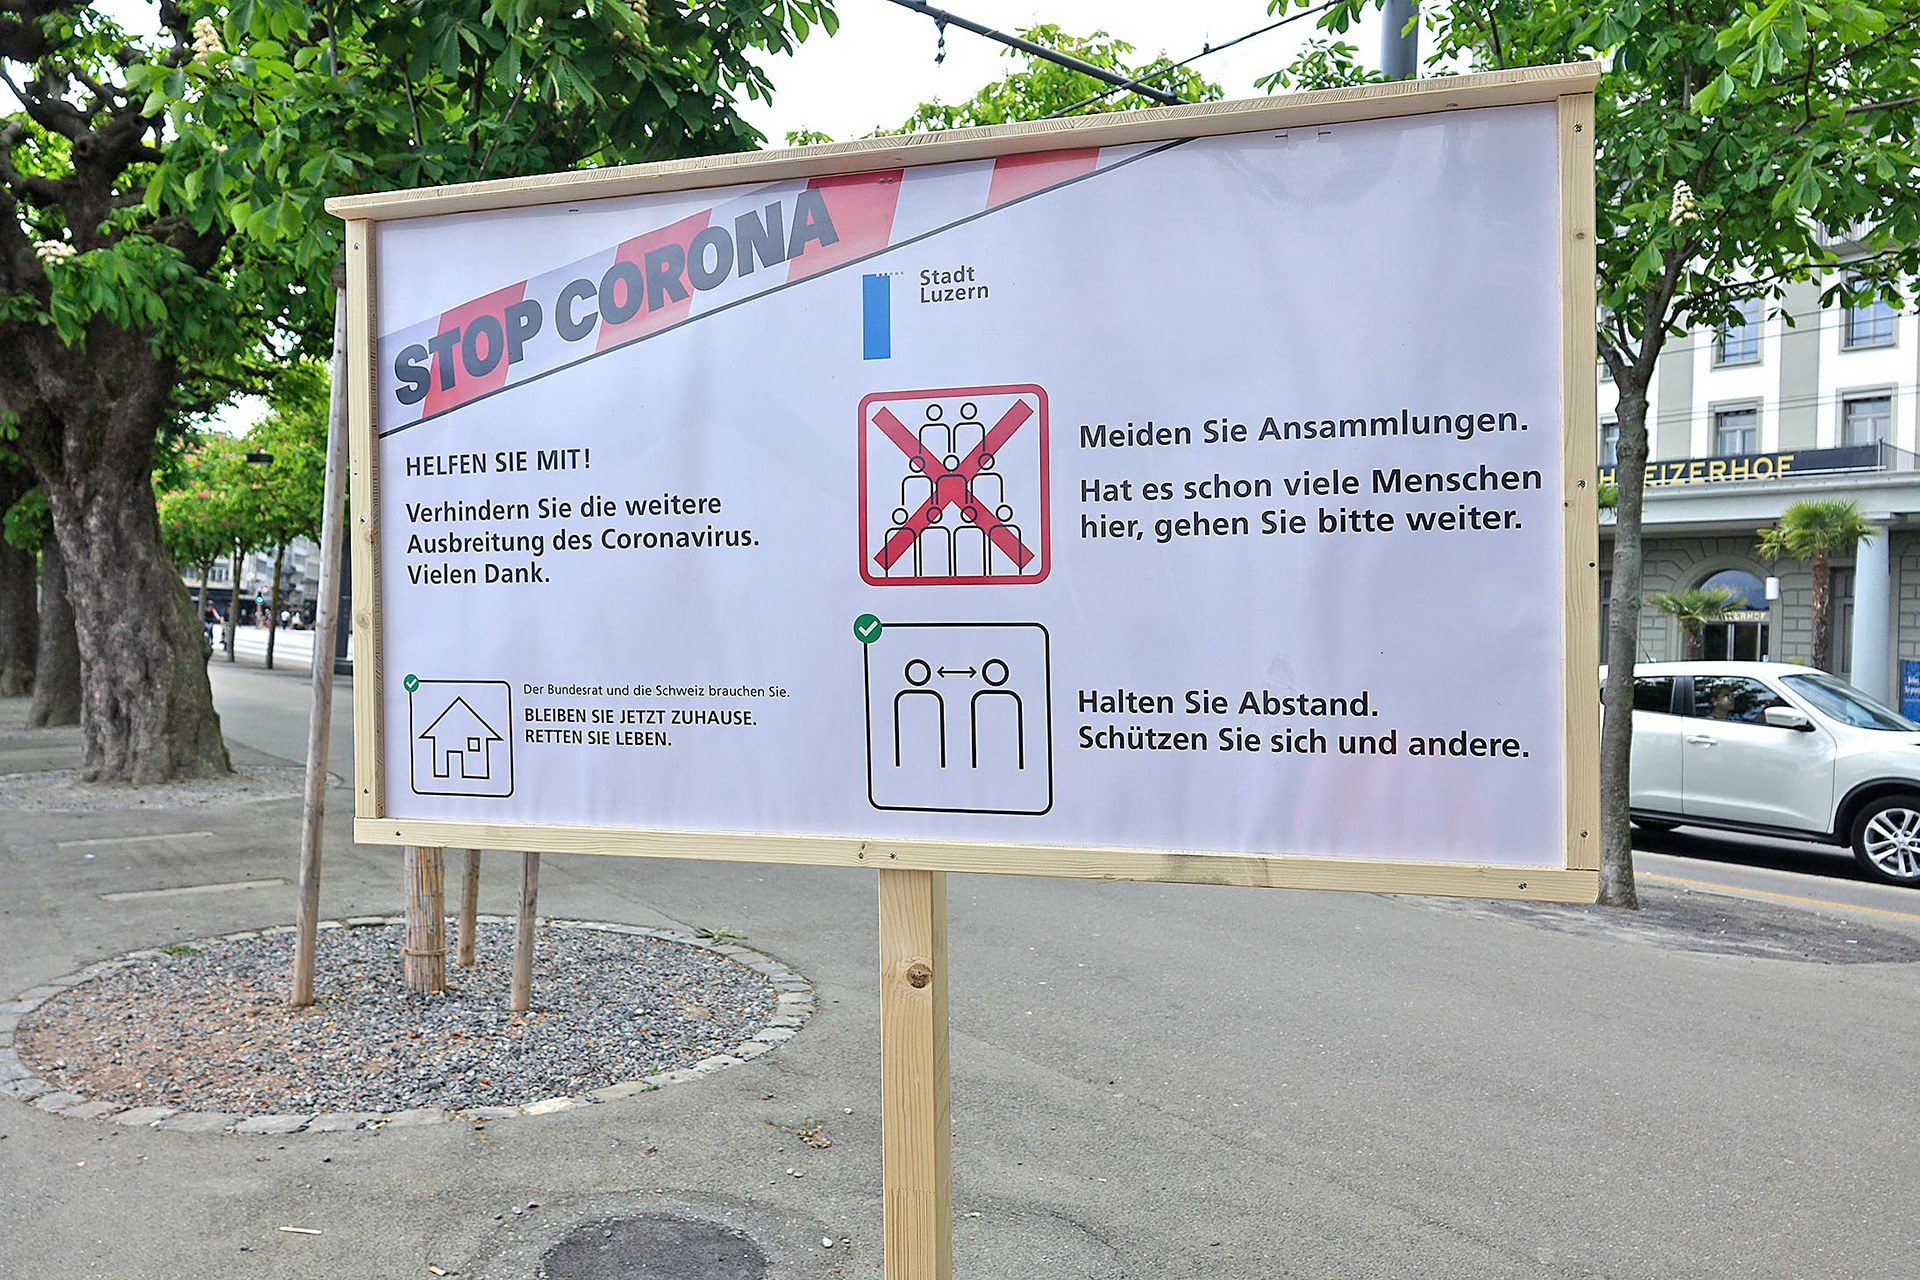 STOP CORONA
Stadt
Luzern
HELFEN SIE MIT!
Verhindern Sie die weitere
Ausbreitung des Coronavirus.
Vielen Dank.
Der Bundesrat und die Schweiz brauchen Sie.
BLEIBEN SIE JETZT ZUHAUSE.
RETTEN SIE LEBEN.
Meiden Sie Ansammlungen.
Hat es schon viele Menschen
hier, gehen Sie bitte weiter.
Halten Sie Abstand.
Schützen Sie sich und andere.
EIZERHOF